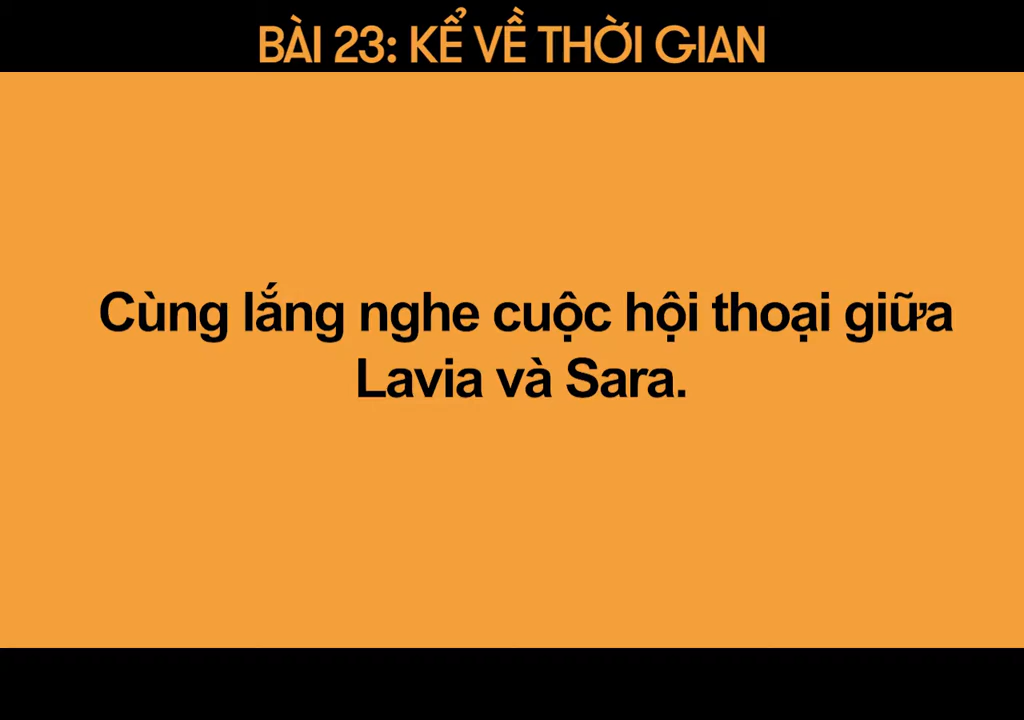 BÀI 23: KỂ VỀ THỜI GIAN
Cùng lắng nghe cuộc hội thoại giữa
Lavia và Sara.